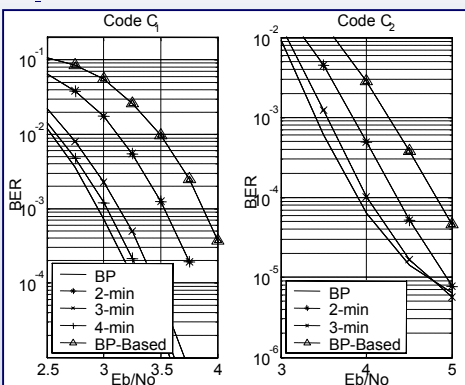 Code C1
BER
10-1
10-2
10-3
10-4
BP
2-min
3-min
4-min
BP-Based
2.5 3 3.5 4
Eb/No
Code C2
BER
10-2
10-3
10-4
10-5
10-6
BP
2-min
3-min
BP-Based
3 4 5
Eb/No